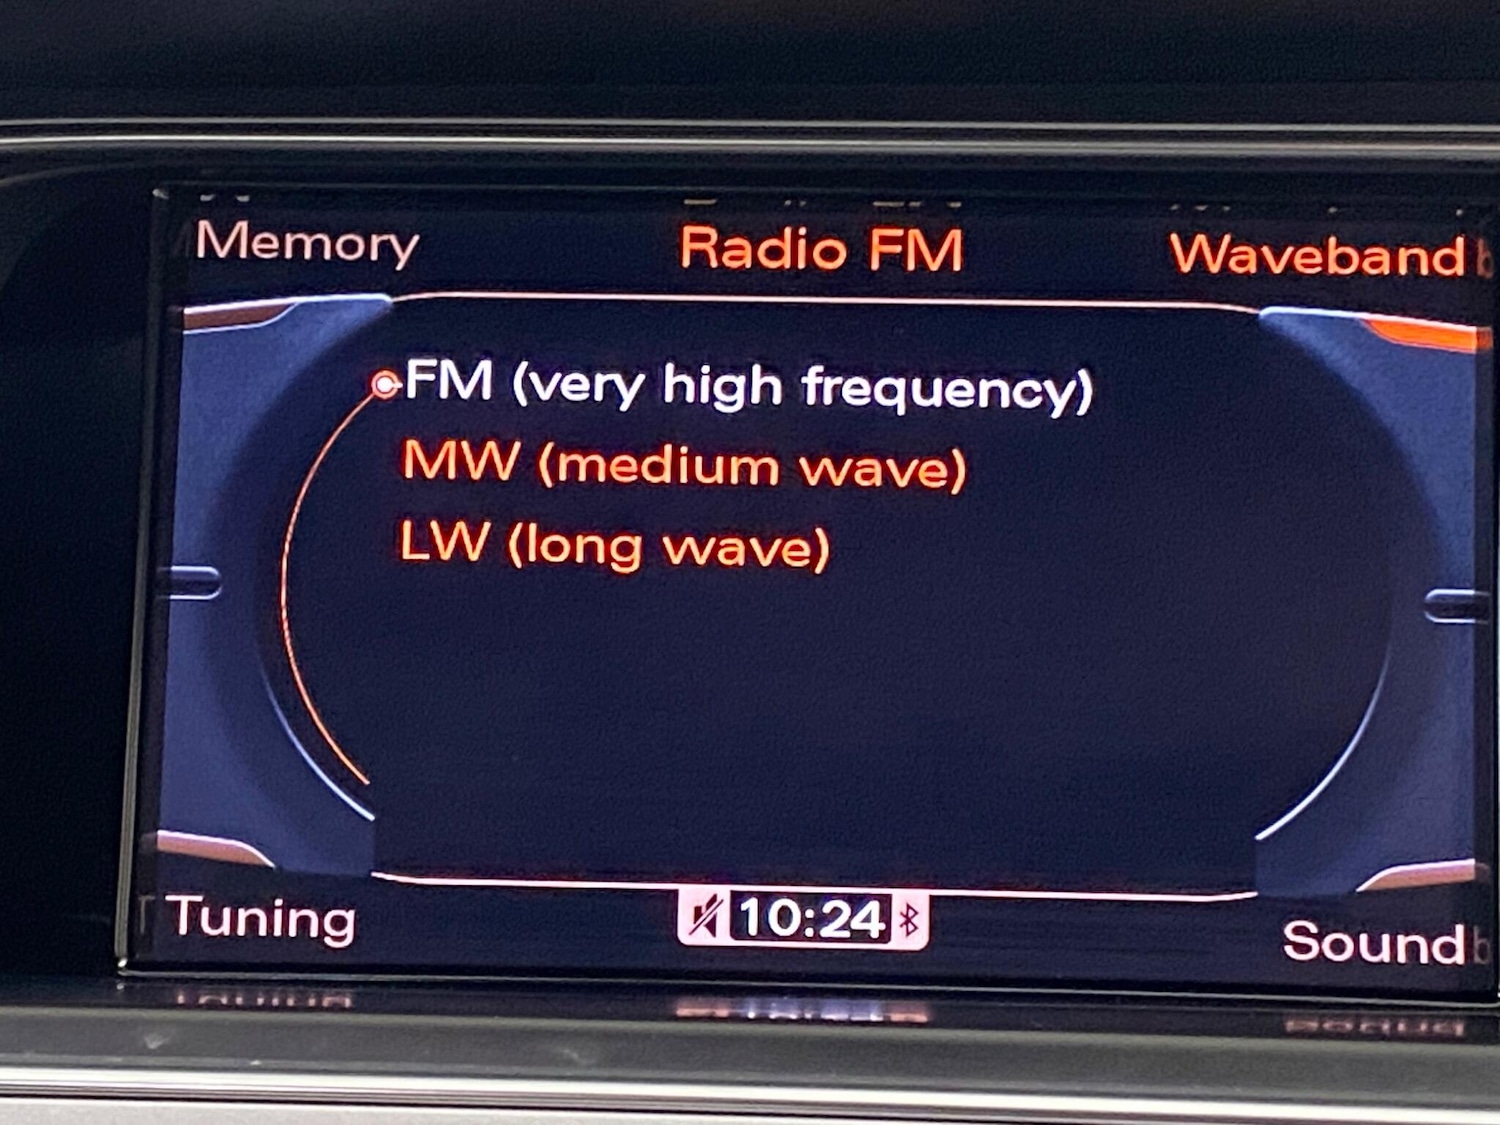 Memory
Radio FM
Waveband
FM (very high frequency)
MW (medium wave)
LW (long wave)
Tuning
10:24
Sound